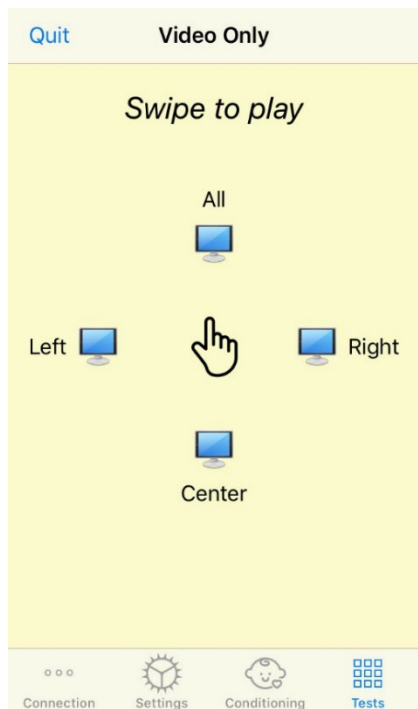 Quit Video Only
Swipe to play
All
Left Right
Center
Connection Settings Conditioning Tests